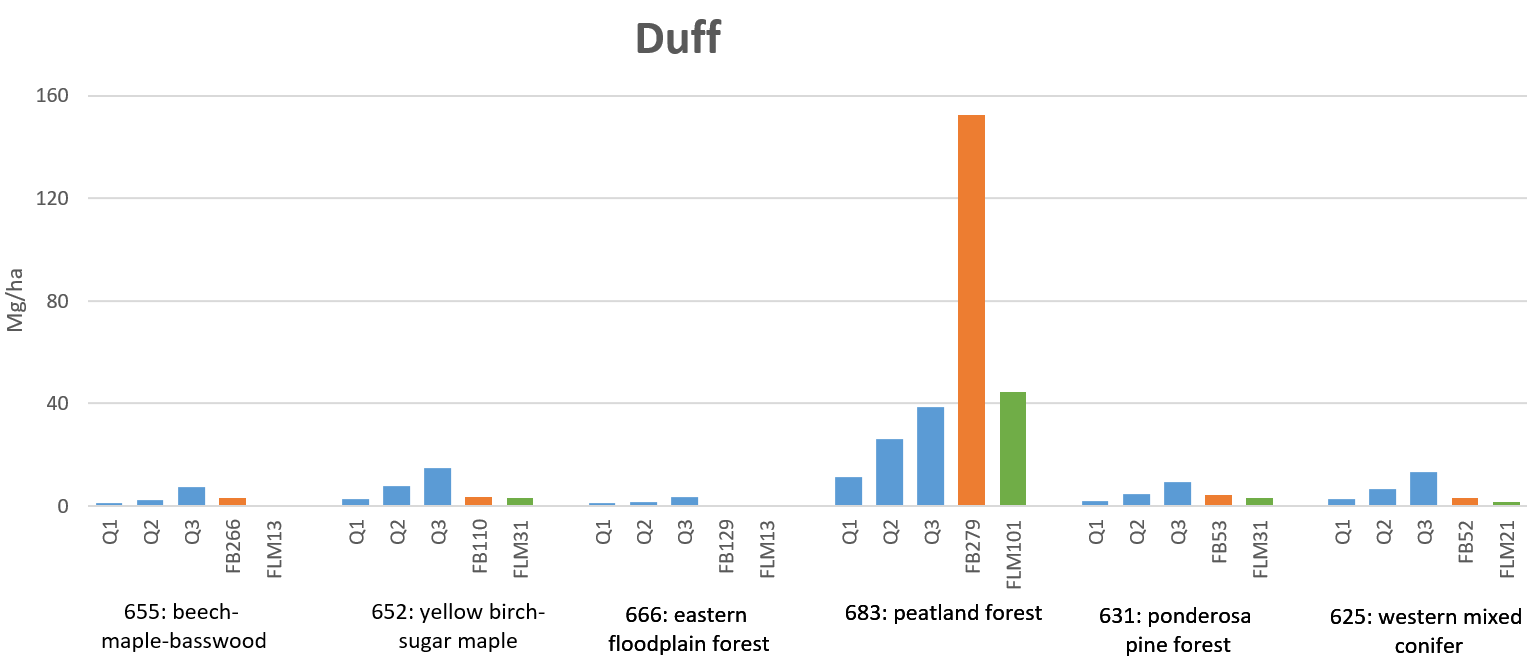 Duff
160
120
80
40
0
Mg/ha
Q1 Q2 Q3 FB266 FLM13
Q1 Q2 Q3 FB110 FLM31
Q1 Q2 Q3 FB129 FLM13
Q1 Q2 Q3 FB279 FLM101
Q1 Q2 Q3 FB53 FLM31
Q1 Q2 Q3 FB52 FLM21
655: beech-
maple-basswood
652: yellow birch-
sugar maple
666: eastern
floodplain forest
683: peatland forest
631: ponderosa
pine forest
625: western mixed
conifer